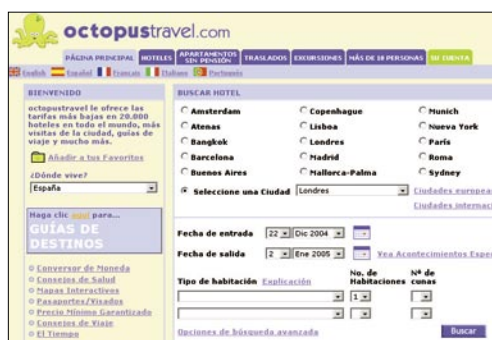 octopustravel.com
PÁGINA PRINCIPAL HOTELES APARTAMENTOS SIN PENSIÓN TRASLADOS EXCURSIONES MÁS DE 10 PERSONAS SU CUENTA
English Español Français Italiano Português
BIENVENIDO
octopustravel le ofrece las
tarifas más bajas en 20.000
hoteles en todo el mundo, más
visitas de la ciudad, guías de
viaje y mucho más.
Añadir a tus Favoritos
¿Dónde vive?
España
Haga clic aquí para...
GUÍAS DE
DESTINOS
Conversor de Moneda
Consejos de Salud
Mapas Interactivos
Pasaportes/Visados
Precio Mínimo Garantizado
Consejos de Viaje
El Tiempo
BUSCAR HOTEL
Amsterdam Copenhague Munich
Atenas Lisboa Nueva York
Bangkok Londres París
Barcelona Madrid Roma
Buenos Aires Mallorca-Palma Sydney
Seleccione una Ciudad Londres Ciudades europea
Ciudades internaci
Fecha de entrada 22 Dic 2004
Fecha de salida 2 Ene 2005 Vea Acontecimientos Espe
Tipo de habitación Explicación No. de Habitaciones Nº de cunas
1
Opciones de búsqueda avanzada Buscar